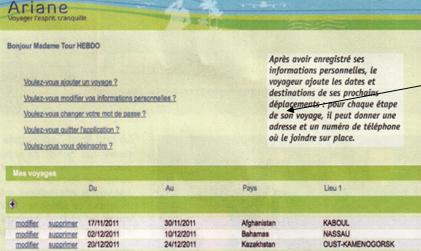 Ariane
Voyager l'esprit tranquille
Bonjour Madame Tour HEBDO
Voulez-vous ajouter un voyage ?
Voulez-vous modifier vos informations personnelles ?
Voulez-vous changer votre mot de passe ?
Voulez-vous quitter l'application ?
Voulez-vous vous désinscrire ?
Après avoir enregistré ses
informations personnelles, le
voyageur ajoute les dates et
destinations de ses prochains
déplacements : pour chaque étape
de son voyage, il peut donner une
adresse et un numéro de téléphone
où le joindre sur place.
Mes voyages
Du Au Pays Lieu 1
modifier supprimer 17/11/2011 30/11/2011 Afghanistan KABOUL
modifier supprimer 02/12/2011 10/12/2011 Bahamas NASSAU
modifier supprimer 20/12/2011 24/12/2011 Kazakhstan OUST-KAMENOGORSK